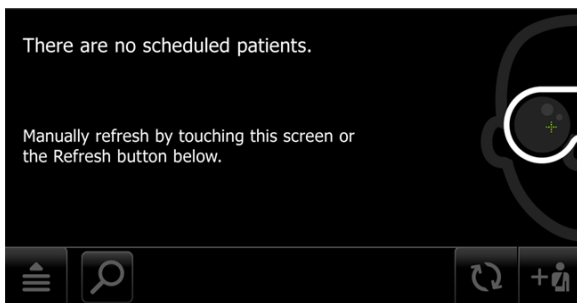 There are no scheduled patients.
Manually refresh by touching this screen or
the Refresh button below.